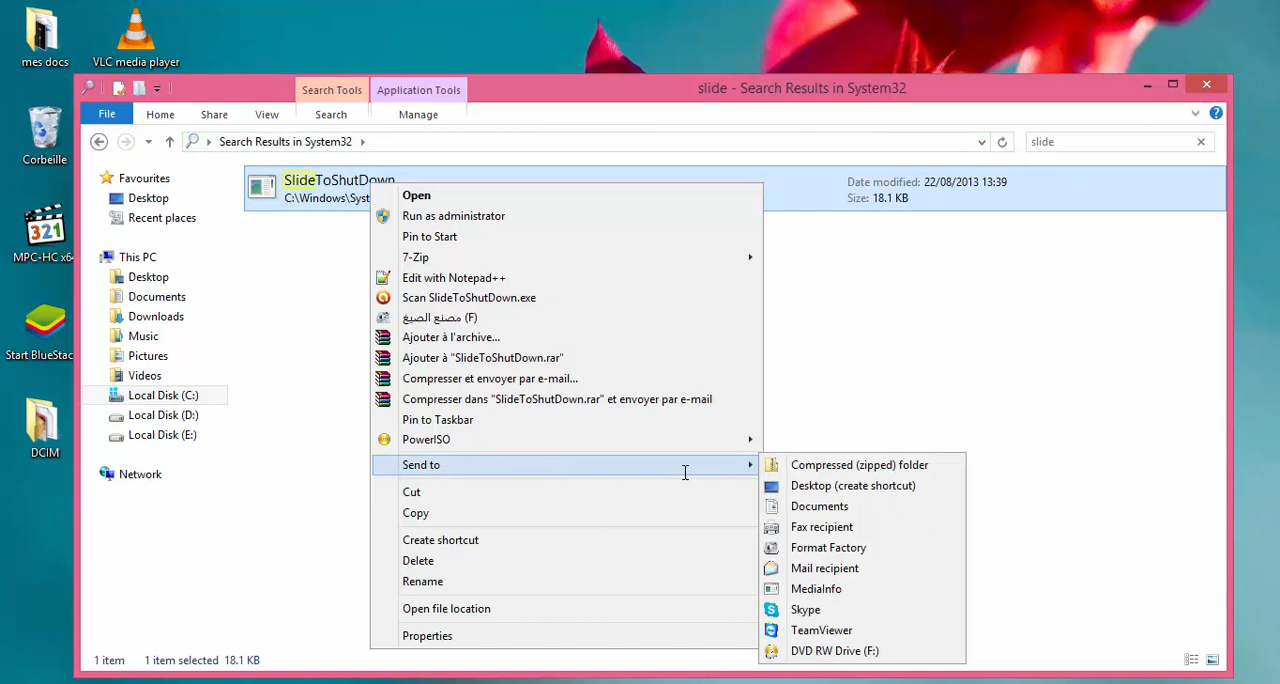 mes docs
VLC media player
Corbeille
MPC-HC x64
Start BlueStac
DCIM
Search Tools
Application Tools
slide - Search Results in System32
File
Home
Share
View
Search
Manage
Search Results in System32
slide
Favourites
Desktop
Recent places
This PC
Desktop
Documents
Downloads
Music
Pictures
Videos
Local Disk (C:)
Local Disk (D:)
Local Disk (E:)
Network
SlideToShutDown
C:\Windows\Syst
Date modified: 22/08/2013 13:39
Size: 18.1 KB
Open
Run as administrator
Pin to Start
7-Zip
Edit with Notepad++
Scan SlideToShutDown.exe
مصنع الصيغ (F)
Ajouter à l'archive...
Ajouter à "SlideToShutDown.rar"
Compresser et envoyer par e-mail...
Compresser dans "SlideToShutDown.rar" et envoyer par e-mail
Pin to Taskbar
PowerISO
Send to
Cut
Copy
Create shortcut
Delete
Rename
Open file location
Properties
Compressed (zipped) folder
Desktop (create shortcut)
Documents
Fax recipient
Format Factory
Mail recipient
MediaInfo
Skype
TeamViewer
DVD RW Drive (F:)
1 item
1 item selected 18.1 KB